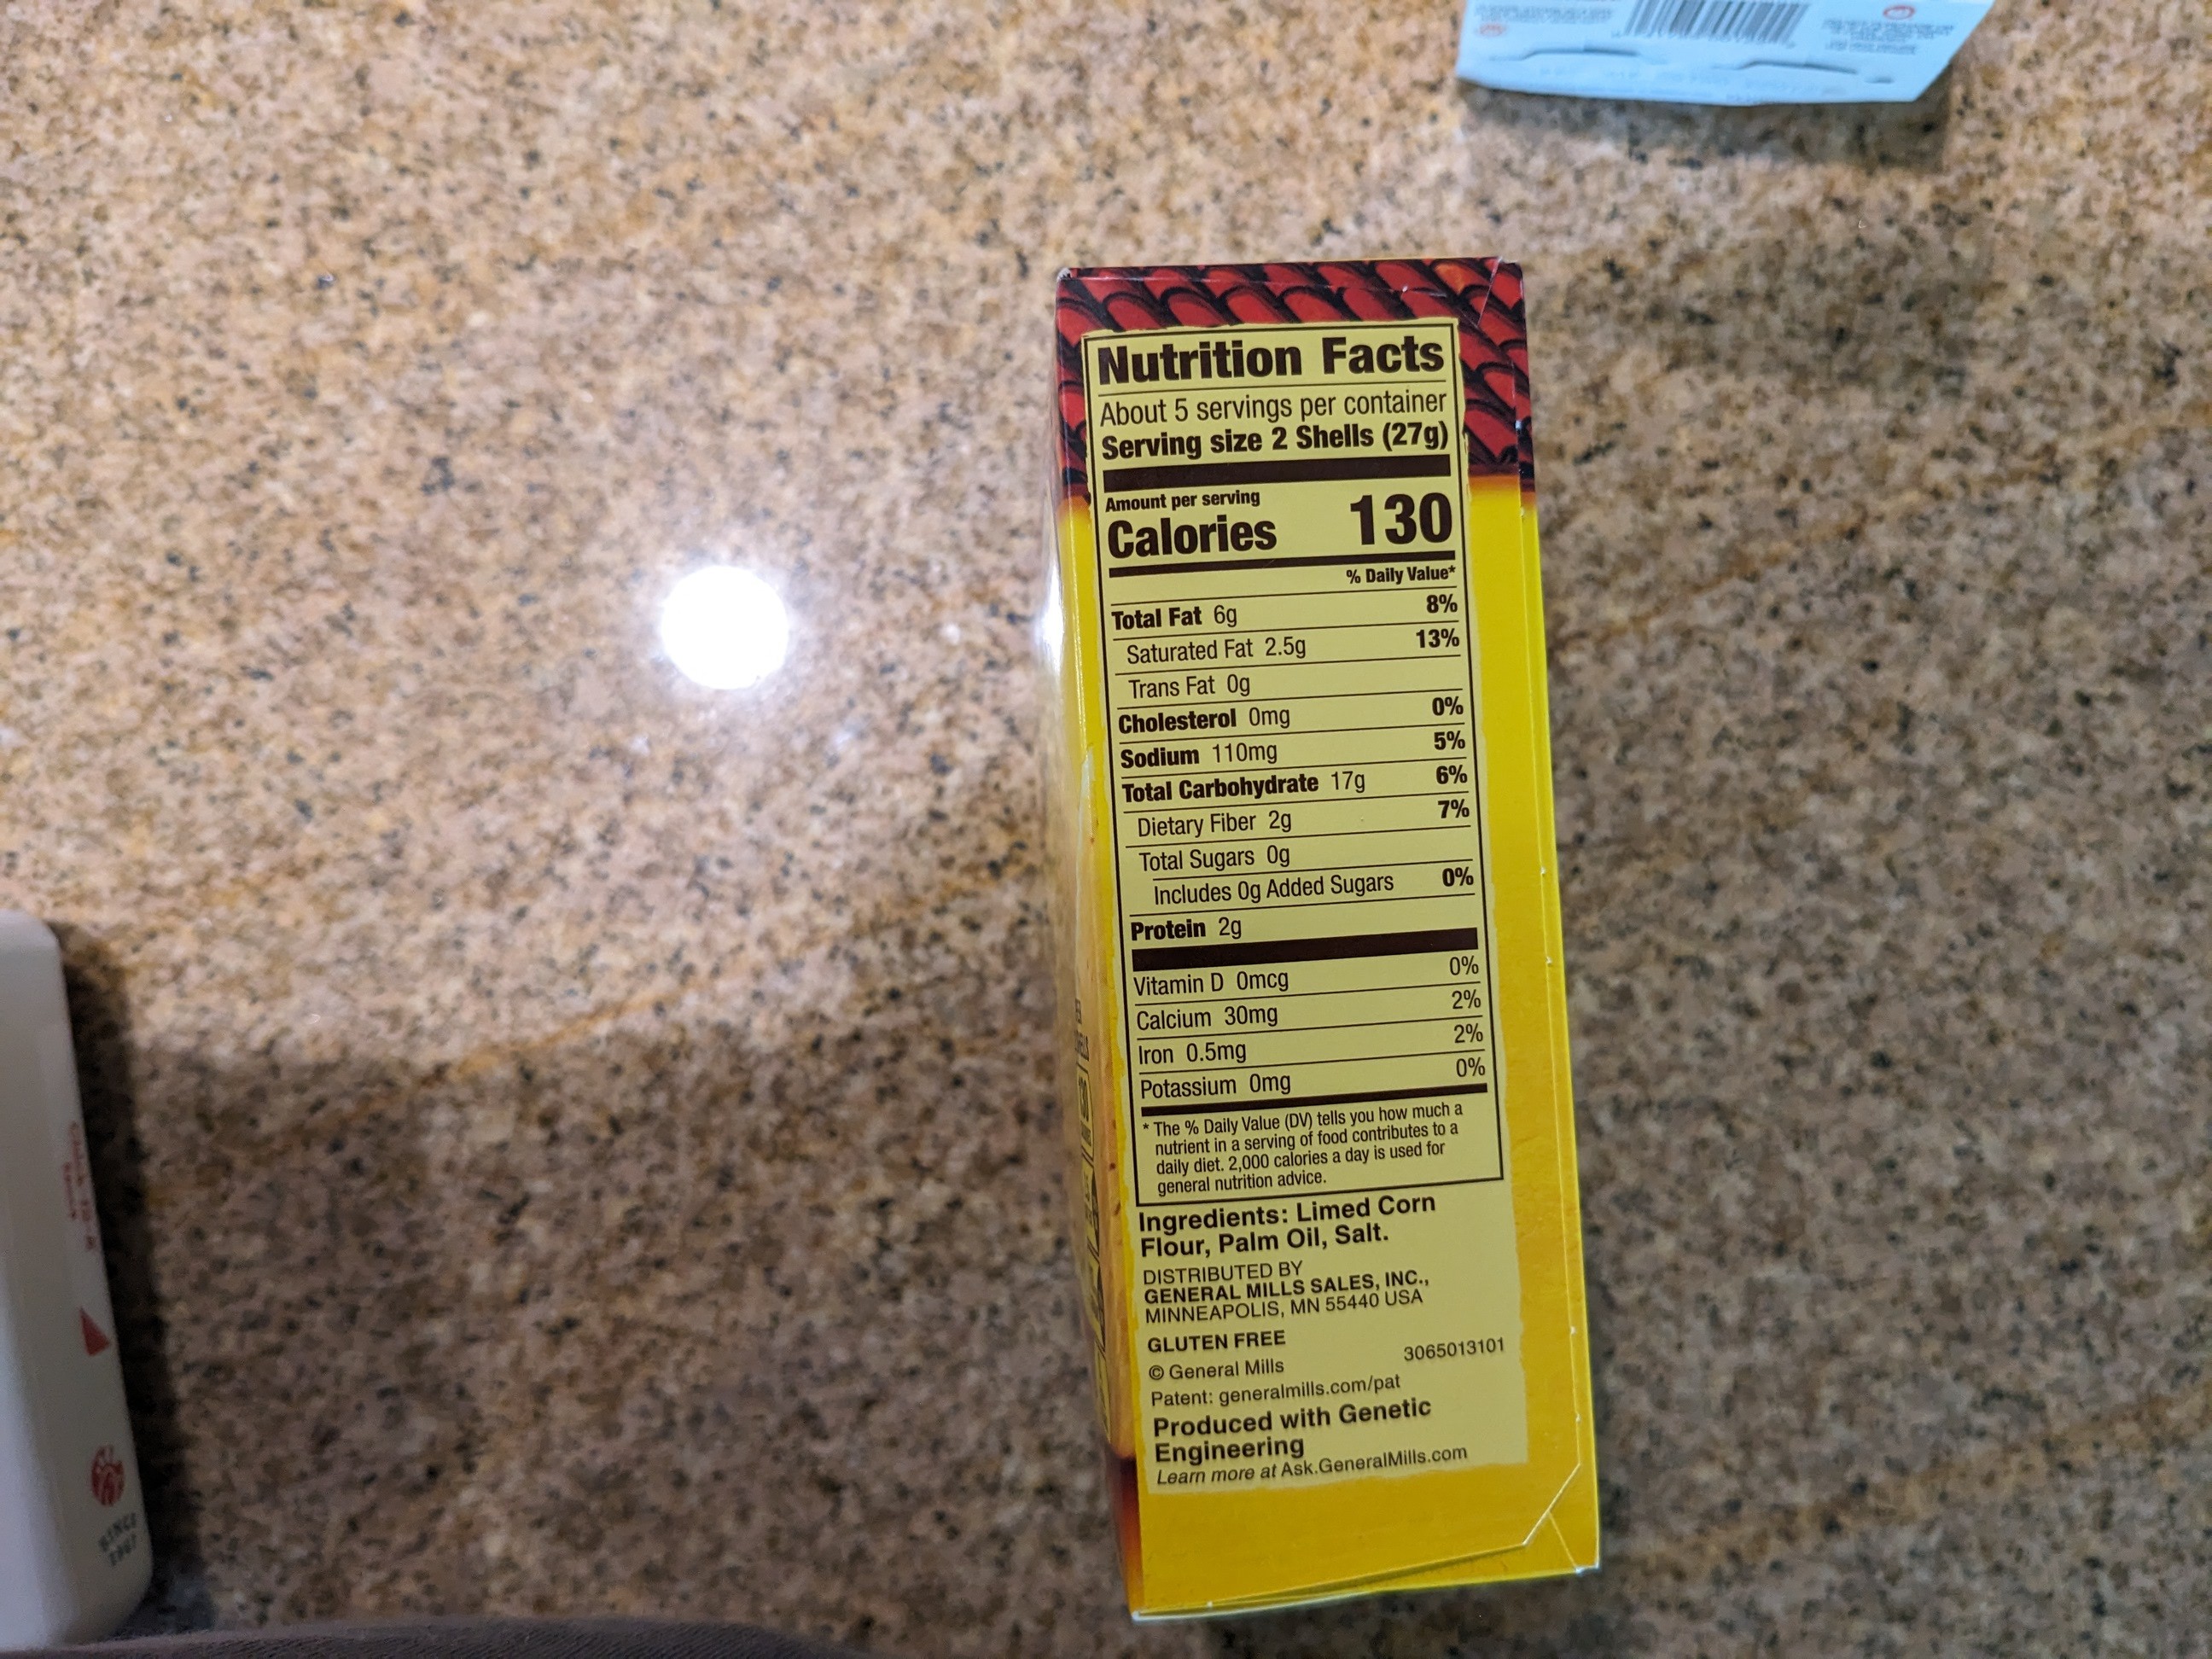 Nutrition Facts
About 5 servings per container
Serving size 2 Shells (27g)
Amount per serving
Calories 130
% Daily Value*
Total Fat 6g 8%
Saturated Fat 2.5g 13%
Trans Fat 0g
Cholesterol 0mg 0%
Sodium 110mg 5%
Total Carbohydrate 17g 6%
Dietary Fiber 2g 7%
Total Sugars 0g
Includes 0g Added Sugars 0%
Protein 2g
Vitamin D 0mcg 0%
Calcium 30mg 2%
Iron 0.5mg 2%
Potassium 0mg 0%
* The % Daily Value (DV) tells you how much a
nutrient in a serving of food contributes to a
daily diet. 2,000 calories a day is used for
general nutrition advice.
Ingredients: Limed Corn
Flour, Palm Oil, Salt.
DISTRIBUTED BY
GENERAL MILLS SALES, INC.,
MINNEAPOLIS, MN 55440 USA
GLUTEN FREE
© General Mills 3065013101
Patent: generalmills.com/pat
Produced with Genetic
Engineering
Learn more at Ask.GeneralMills.com
SINCE
1967